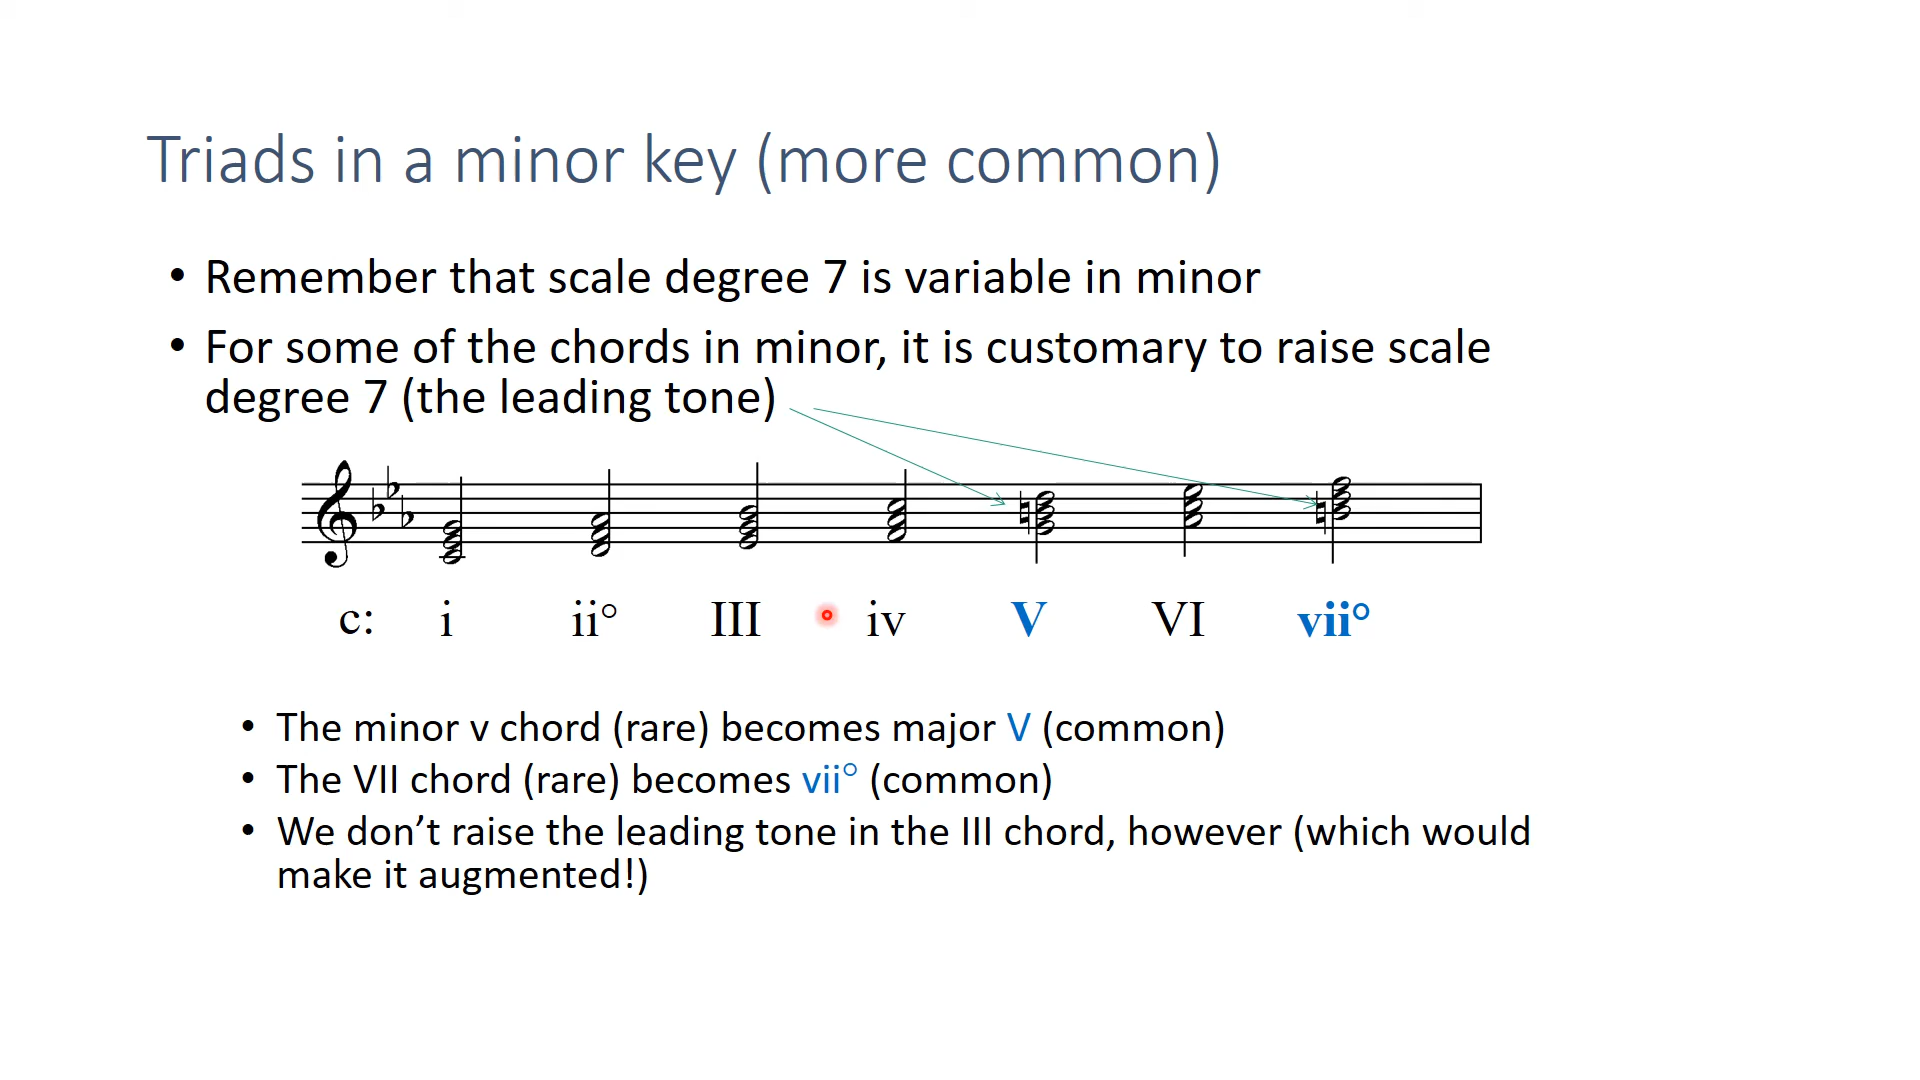 Triads in a minor key (more common)
• Remember that scale degree 7 is variable in minor
• For some of the chords in minor, it is customary to raise scale
degree 7 (the leading tone)
c: i ii° III iv V VI vii°
• The minor v chord (rare) becomes major V (common)
• The VII chord (rare) becomes vii° (common)
• We don’t raise the leading tone in the III chord, however (which would
make it augmented!)